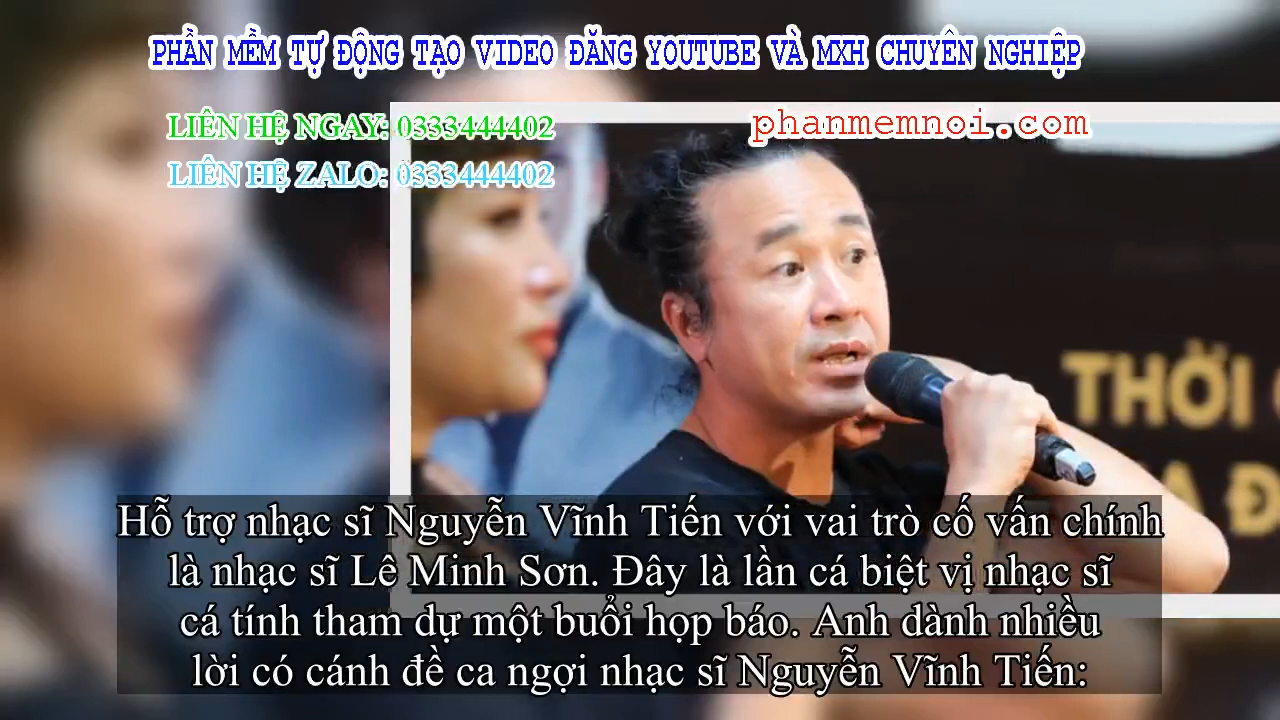 PHẦN MỀM TỰ ĐỘNG TẠO VIDEO ĐĂNG YOUTUBE VÀ MXH CHUYÊN NGHIỆP
LIÊN HỆ NGAY: 0333444402
phanmemnoi.com
LIÊN HỆ ZALO: 0333444402
THỜI
Hỗ trợ nhạc sĩ Nguyễn Vĩnh Tiến với vai trò cố vấn chính
là nhạc sĩ Lê Minh Sơn. Đây là lần cá biệt vị nhạc sĩ
cá tính tham dự một buổi họp báo. Anh dành nhiều
lời có cánh đề ca ngợi nhạc sĩ Nguyễn Vĩnh Tiến: